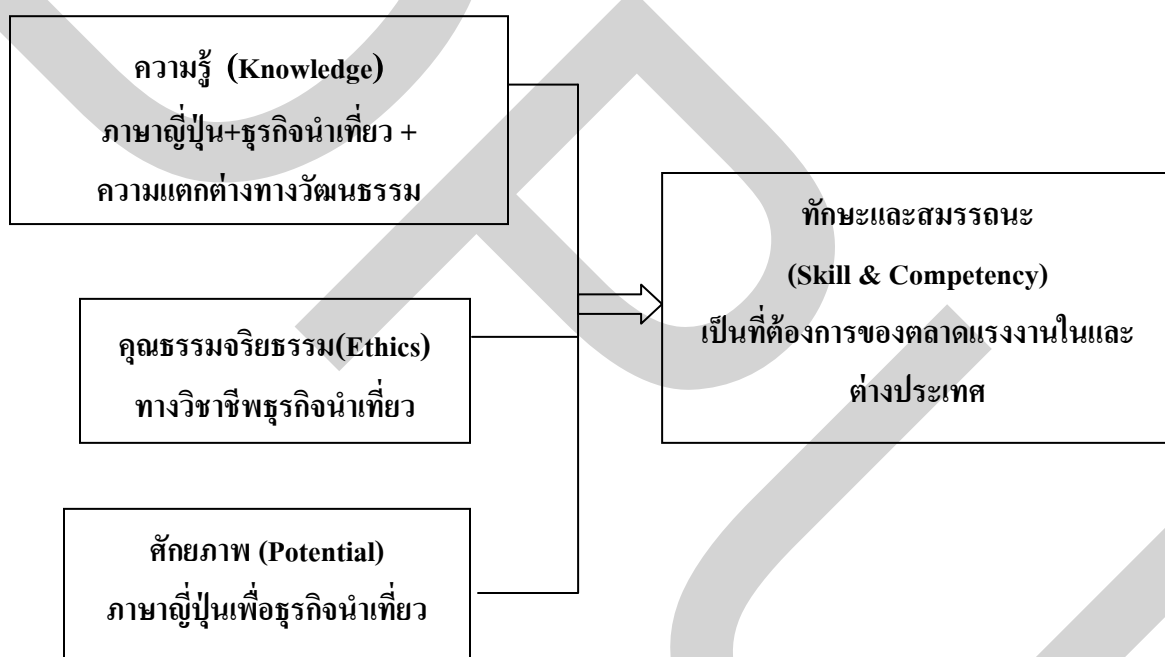 ความรู้ (Knowledge)
ภาษาญี่ปุ่น+ธุรกิจนำเที่ยว +
ความแตกต่างทางวัฒนธรรม
คุณธรรมจริยธรรม(Ethics)
ทางวิชาชีพธุรกิจนำเที่ยว
ศักยภาพ (Potential)
ภาษาญี่ปุ่นเพื่อธุรกิจนำเที่ยว
ทักษะและสมรรถนะ
(Skill & Competency)
เป็นที่ต้องการของตลาดแรงงานในและ
ต่างประเทศ